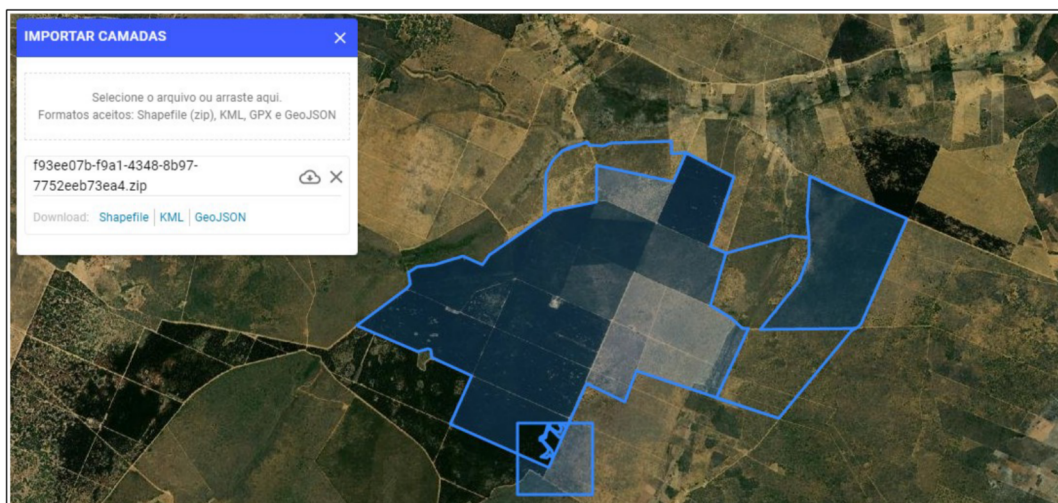 IMPORTAR CAMADAS
Selecione o arquivo ou arraste aqui.
Formatos aceitos: Shapefile (zip), KML, GPX e GeoJSON
f93ee07b-f9a1-4348-8b97-
7752eeb73ea4.zip
Download: Shapefile KML GeoJSON